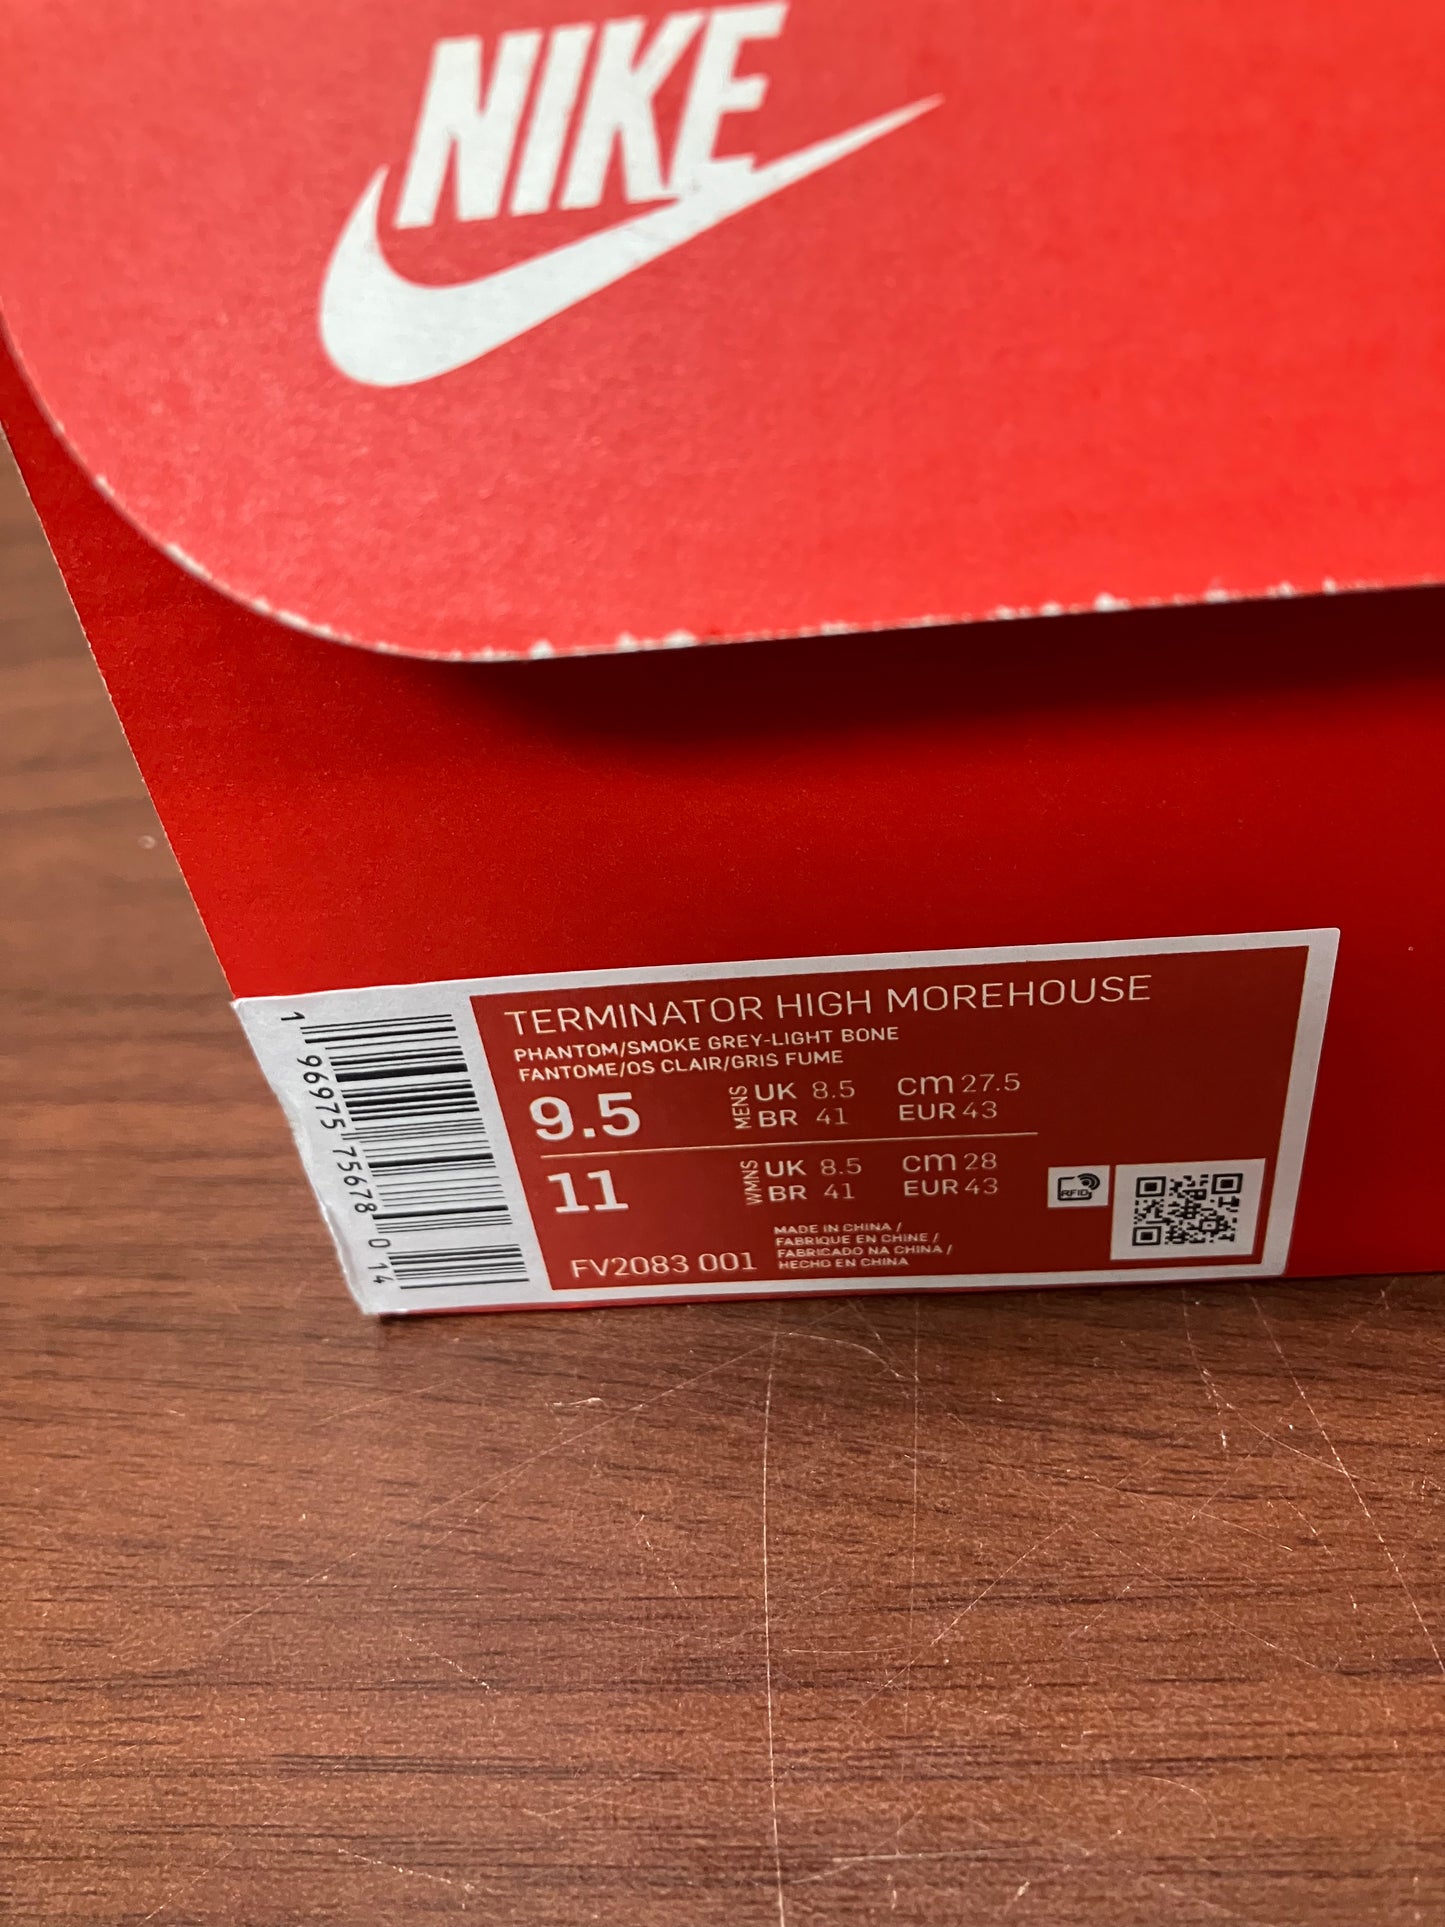 NIKE
TERMINATOR HIGH MOREHOUSE
PHANTOM/SMOKE GREY-LIGHT BONE
FANTOME/OS CLAIR/GRIS FUME
9.5 MENS UK 8.5 cm 27.5
BR 41 EUR 43
11 WMNS UK 8.5 cm 28
BR 41 EUR 43
RFID
FV2083 001
MADE IN CHINA /
FABRIQUE EN CHINE /
FABRICADO NA CHINA /
HECHO EN CHINA
1 96975 75678 014